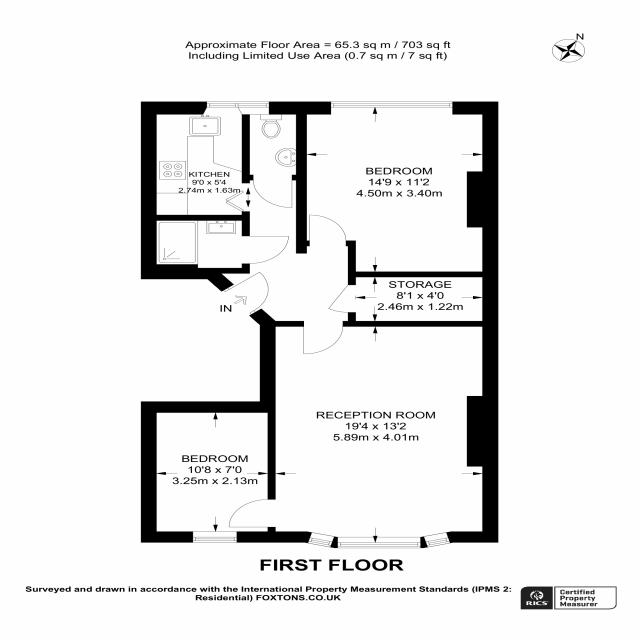 Approximate Floor Area = 65.3 sq m / 703 sq ft
Including Limited Use Area (0.7 sq m / 7 sq ft)
N
KITCHEN
9'0 x 5'4
2.74m x 1.63m
BEDROOM
14'9 x 11'2
4.50m x 3.40m
STORAGE
8'1 x 4'0
2.46m x 1.22m
IN
RECEPTION ROOM
19'4 x 13'2
5.89m x 4.01m
BEDROOM
10'8 x 7'0
3.25m x 2.13m
FIRST FLOOR
Surveyed and drawn in accordance with the International Property Measurement Standards (IPMS 2:
Residential) FOXTONS.CO.UK
RICS
Certified
Property
Measurer